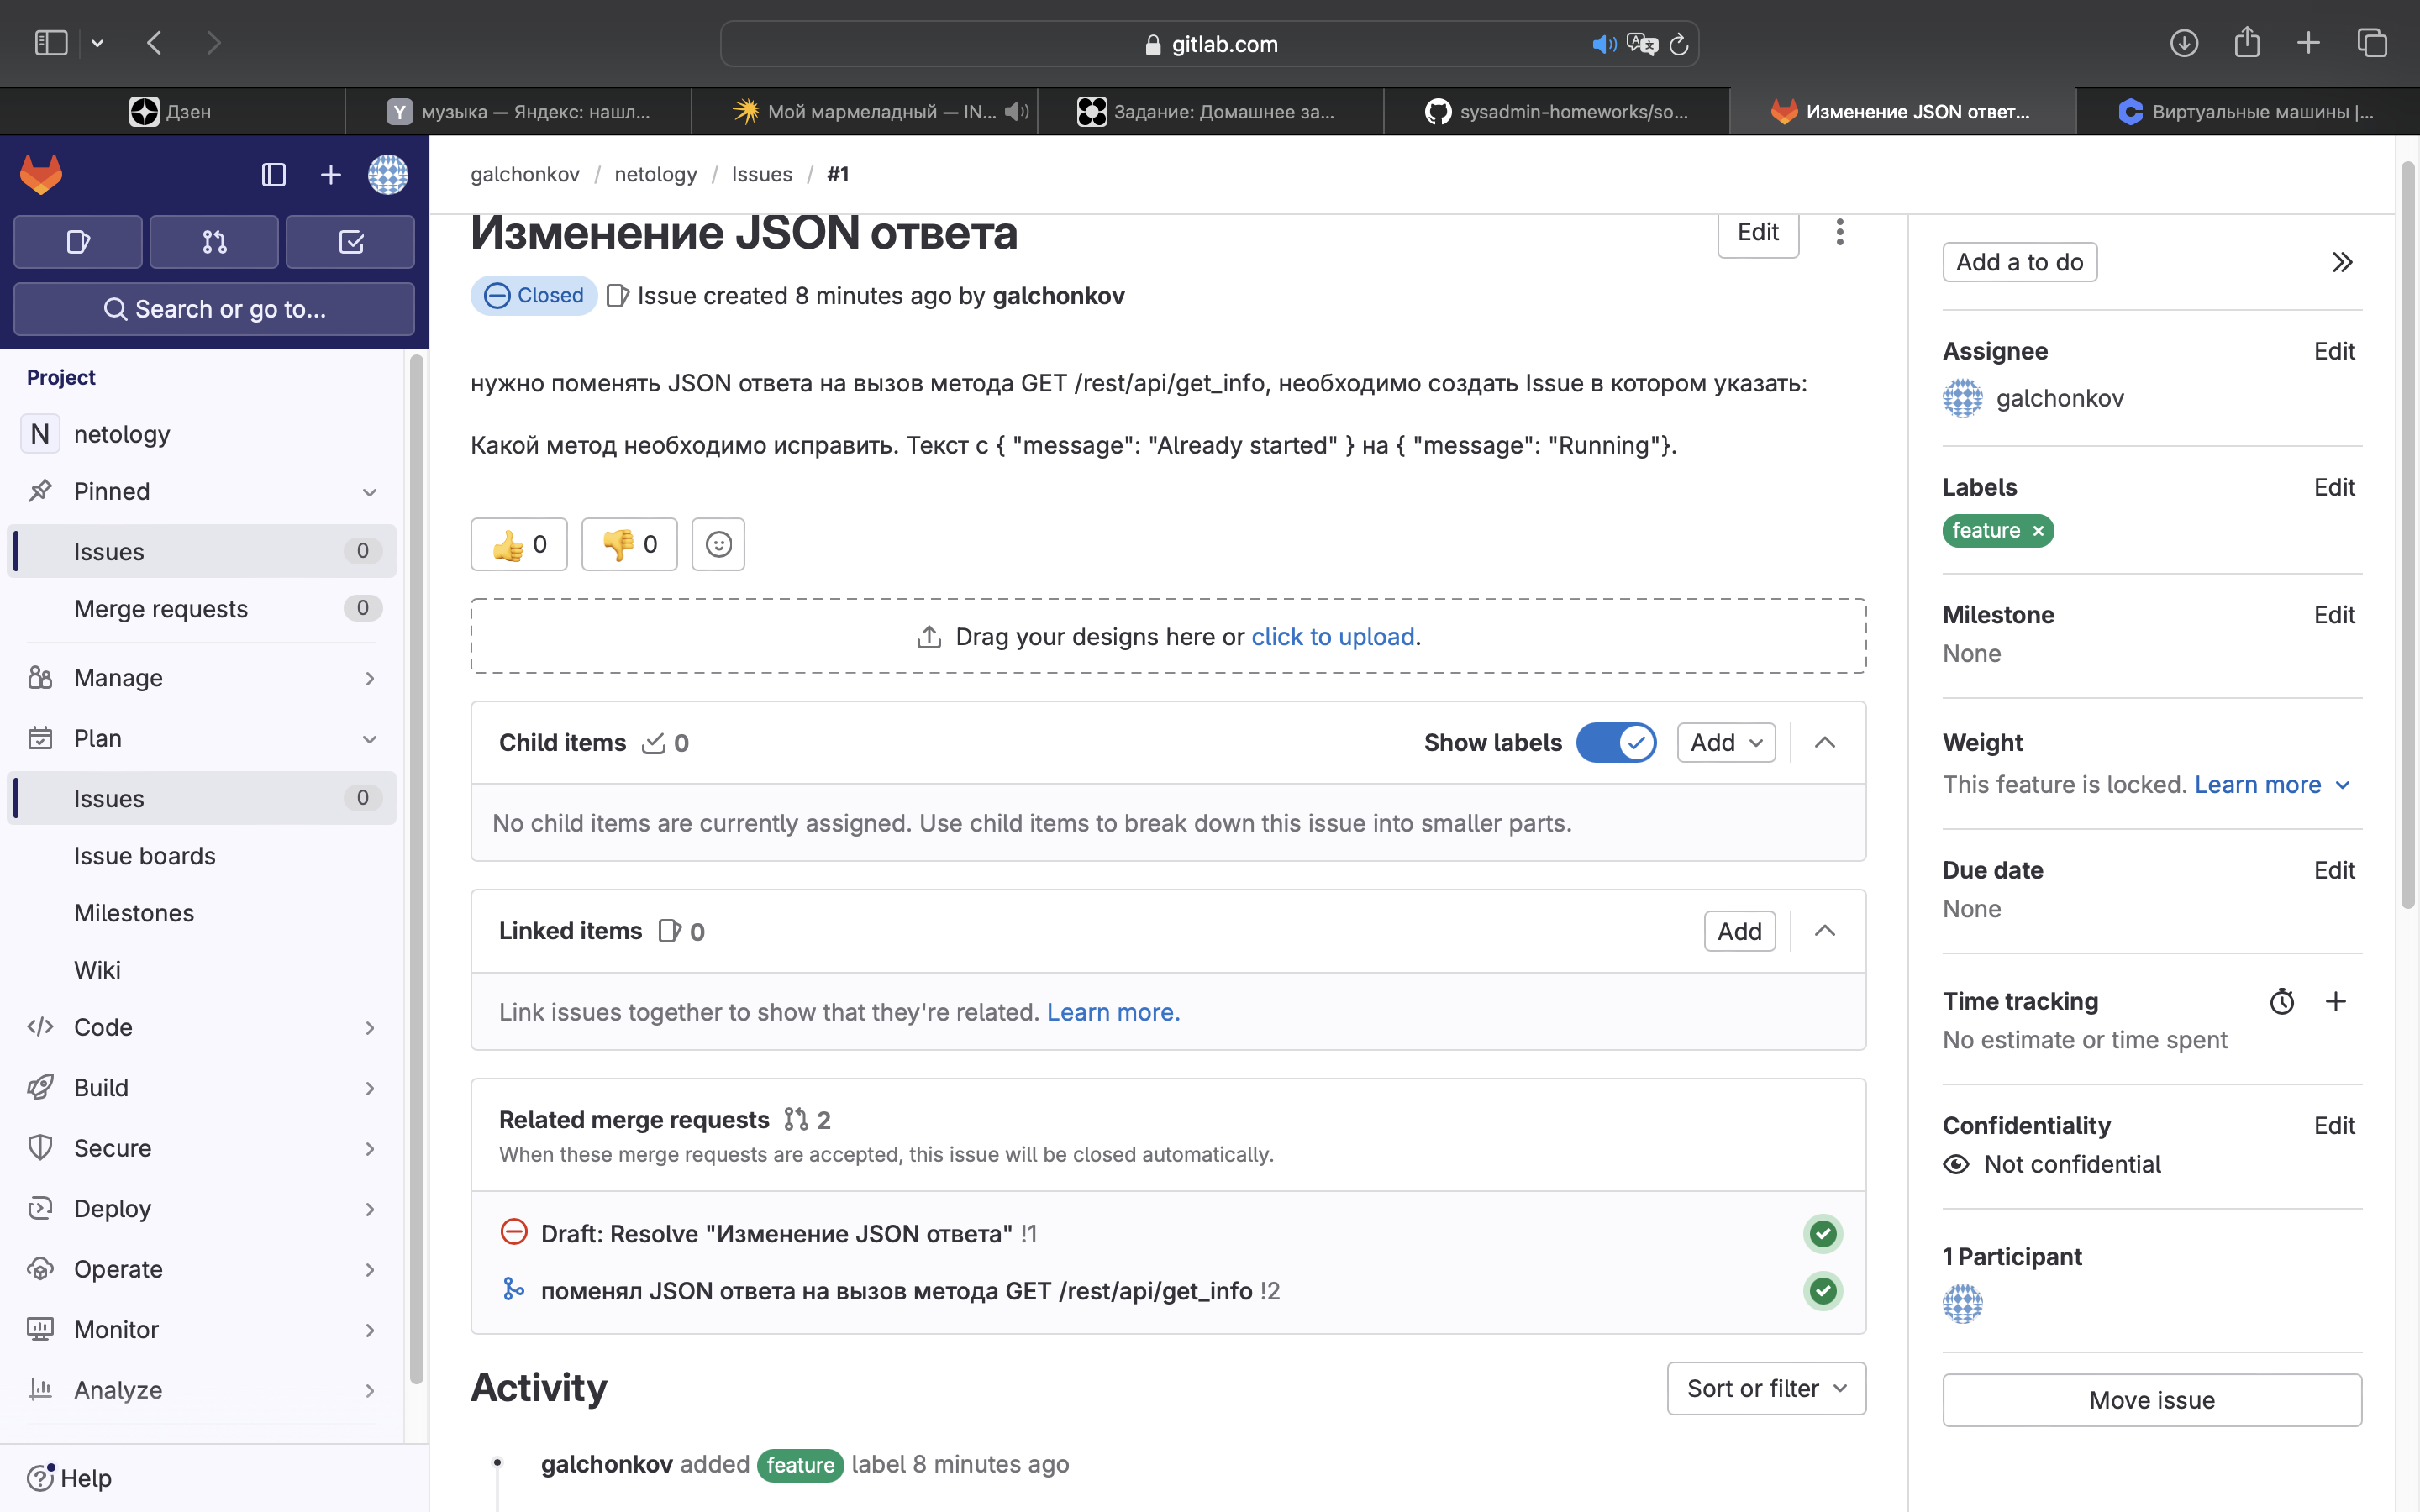 gitlab.com
Дзен
Y музыка — Яндекс: нашл...
Мой мармеладный — IN...
Задание: Домашнее за...
sysadmin-homeworks/so...
Изменение JSON ответ...
Виртуальные машины |...
Search or go to...
Project
N netology
Pinned
Issues 0
Merge requests 0
Manage
Plan
Issues 0
Issue boards
Milestones
Wiki
Code
Build
Secure
Deploy
Operate
Monitor
Analyze
Help
galchonkov / netology / Issues / #1
Изменение JSON ответа
Edit
Closed Issue created 8 minutes ago by galchonkov
нужно поменять JSON ответа на вызов метода GET /rest/api/get_info, необходимо создать Issue в котором указать:
Какой метод необходимо исправить. Текст с { "message": "Already started" } на { "message": "Running"}.
0 0
Drag your designs here or click to upload.
Child items 0 Show labels Add
No child items are currently assigned. Use child items to break down this issue into smaller parts.
Linked items 0 Add
Link issues together to show that they're related. Learn more.
Related merge requests 2
When these merge requests are accepted, this issue will be closed automatically.
Draft: Resolve "Изменение JSON ответа" !1
поменял JSON ответа на вызов метода GET /rest/api/get_info !2
Activity
Sort or filter
galchonkov added feature label 8 minutes ago
Add a to do
Assignee Edit
galchonkov
Labels Edit
feature ×
Milestone Edit
None
Weight
This feature is locked. Learn more
Due date Edit
None
Time tracking
No estimate or time spent
Confidentiality Edit
Not confidential
1 Participant
Move issue